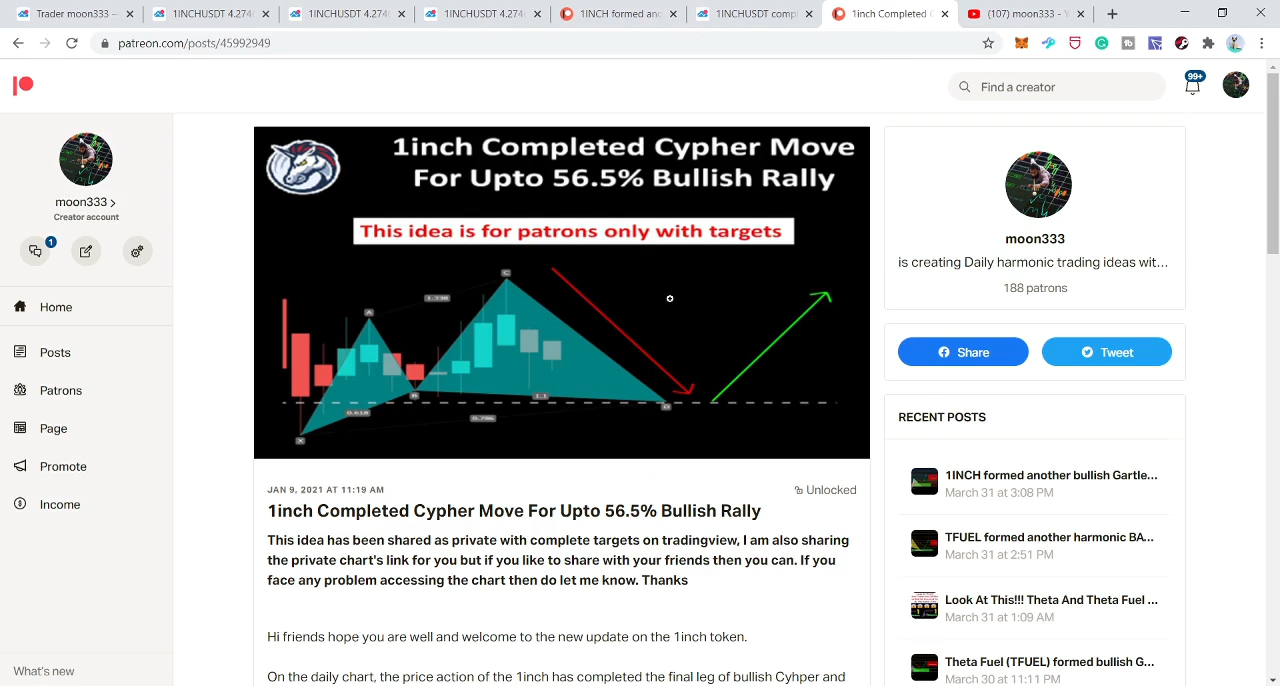 Trader moon333 —
1INCHUSDT 4.274
1INCHUSDT 4.274
1INCHUSDT 4.274
1INCH formed an
1INCHUSDT comp
1inch Completed C
(107) moon333 - Y
patreon.com/posts/45992949
Find a creator
99+
moon333
Creator account
1
Home
Posts
Patrons
Page
Promote
Income
What's new
1inch Completed Cypher Move
For Upto 56.5% Bullish Rally
This idea is for patrons only with targets
C
1.338
A
B
1.1
0.618
D
0.786
X
JAN 9, 2021 AT 11:19 AM
Unlocked
1inch Completed Cypher Move For Upto 56.5% Bullish Rally
This idea has been shared as private with complete targets on tradingview, I am also sharing
the private chart's link for you but if you like to share with your friends then you can. If you
face any problem accessing the chart then do let me know. Thanks
Hi friends hope you are well and welcome to the new update on the 1inch token.
On the daily chart, the price action of the 1inch has completed the final leg of bullish Cyhper and
moon333
is creating Daily harmonic trading ideas wit...
188 patrons
Share
Tweet
RECENT POSTS
1INCH formed another bullish Gartle...
March 31 at 3:08 PM
TFUEL formed another harmonic BA...
March 31 at 2:51 PM
Look At This!!! Theta And Theta Fuel ...
March 31 at 1:09 AM
Theta Fuel (TFUEL) formed bullish G...
March 30 at 11:11 PM